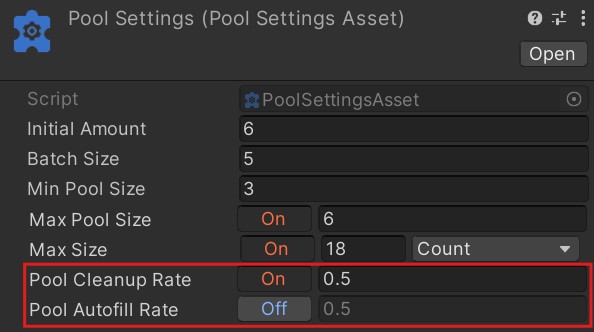 Pool Settings (Pool Settings Asset)
Open
Script PoolSettingsAsset
Initial Amount 6
Batch Size 5
Min Pool Size 3
Max Pool Size On 6
Max Size On 18 Count
Pool Cleanup Rate On 0.5
Pool Autofill Rate Off 0.5